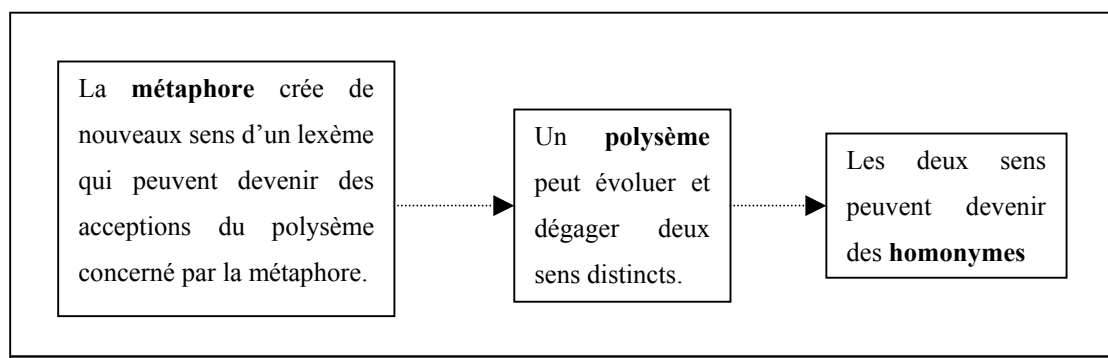 La métaphore crée de
nouveaux sens d’un lexème
qui peuvent devenir des
acceptions du polysème
concerné par la métaphore.
Un polysème
peut évoluer et
dégager deux
sens distincts.
Les deux sens
peuvent devenir
des homonymes